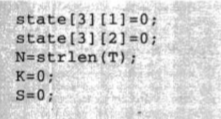 state[3][1]=0;
state[3][2]=0;
N=strlen(T);
K=0;
S=0;